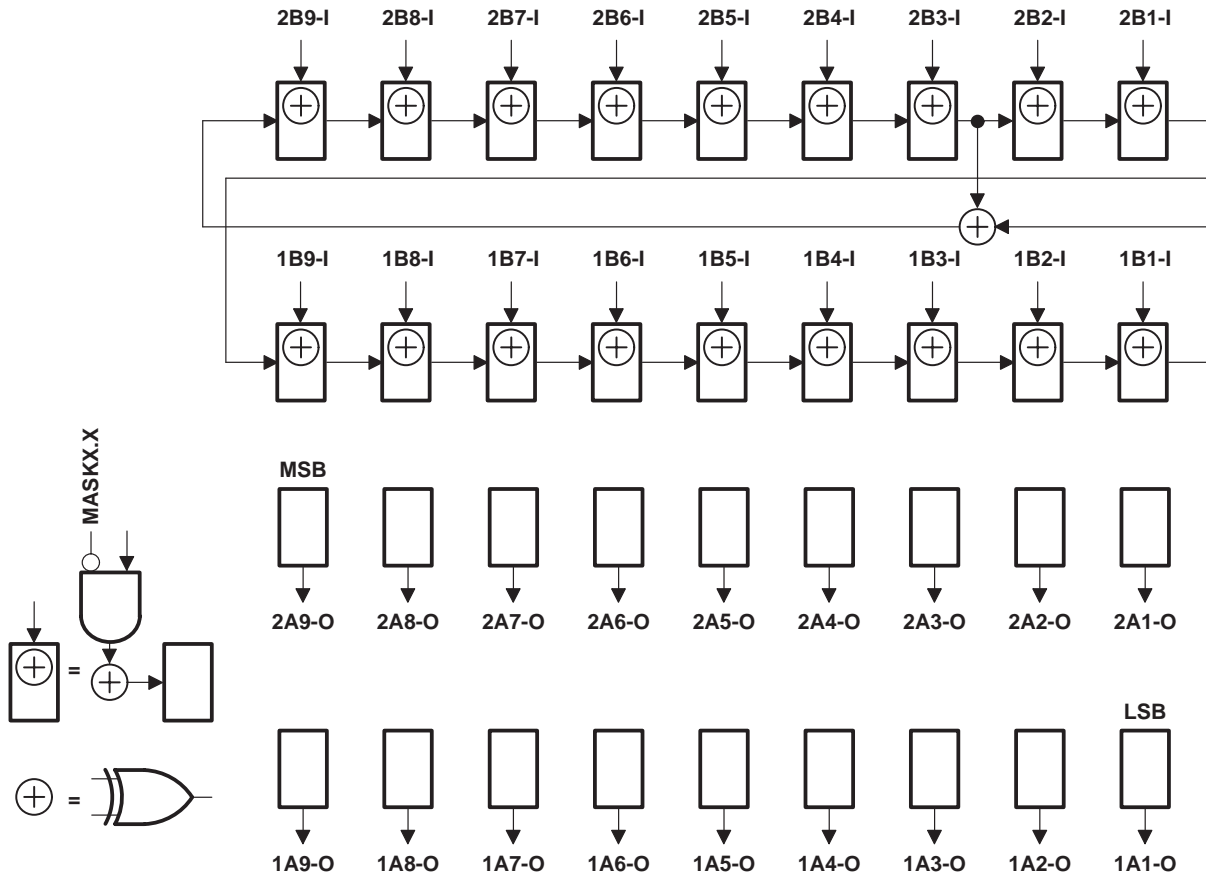 2B9-I 2B8-I 2B7-I 2B6-I 2B5-I 2B4-I 2B3-I 2B2-I 2B1-I
1B9-I 1B8-I 1B7-I 1B6-I 1B5-I 1B4-I 1B3-I 1B2-I 1B1-I
MASKX.X
MSB
2A9-O 2A8-O 2A7-O 2A6-O 2A5-O 2A4-O 2A3-O 2A2-O 2A1-O
=
LSB
=
1A9-O 1A8-O 1A7-O 1A6-O 1A5-O 1A4-O 1A3-O 1A2-O 1A1-O